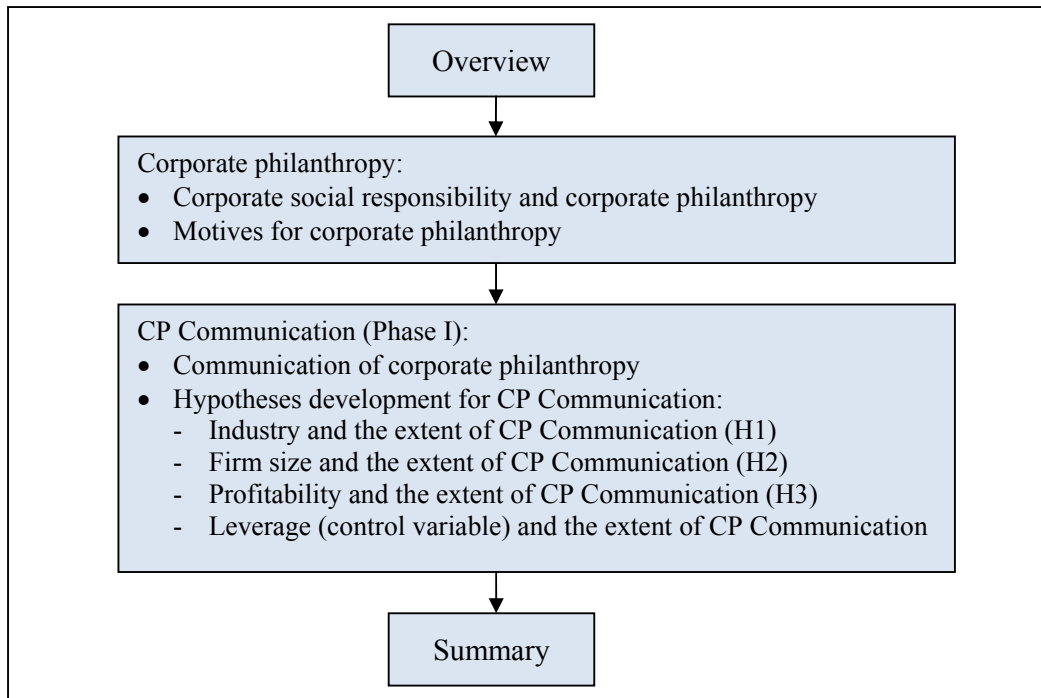 Overview
Corporate philanthropy:
• Corporate social responsibility and corporate philanthropy
• Motives for corporate philanthropy
CP Communication (Phase I):
• Communication of corporate philanthropy
• Hypotheses development for CP Communication:
- Industry and the extent of CP Communication (H1)
- Firm size and the extent of CP Communication (H2)
- Profitability and the extent of CP Communication (H3)
- Leverage (control variable) and the extent of CP Communication
Summary